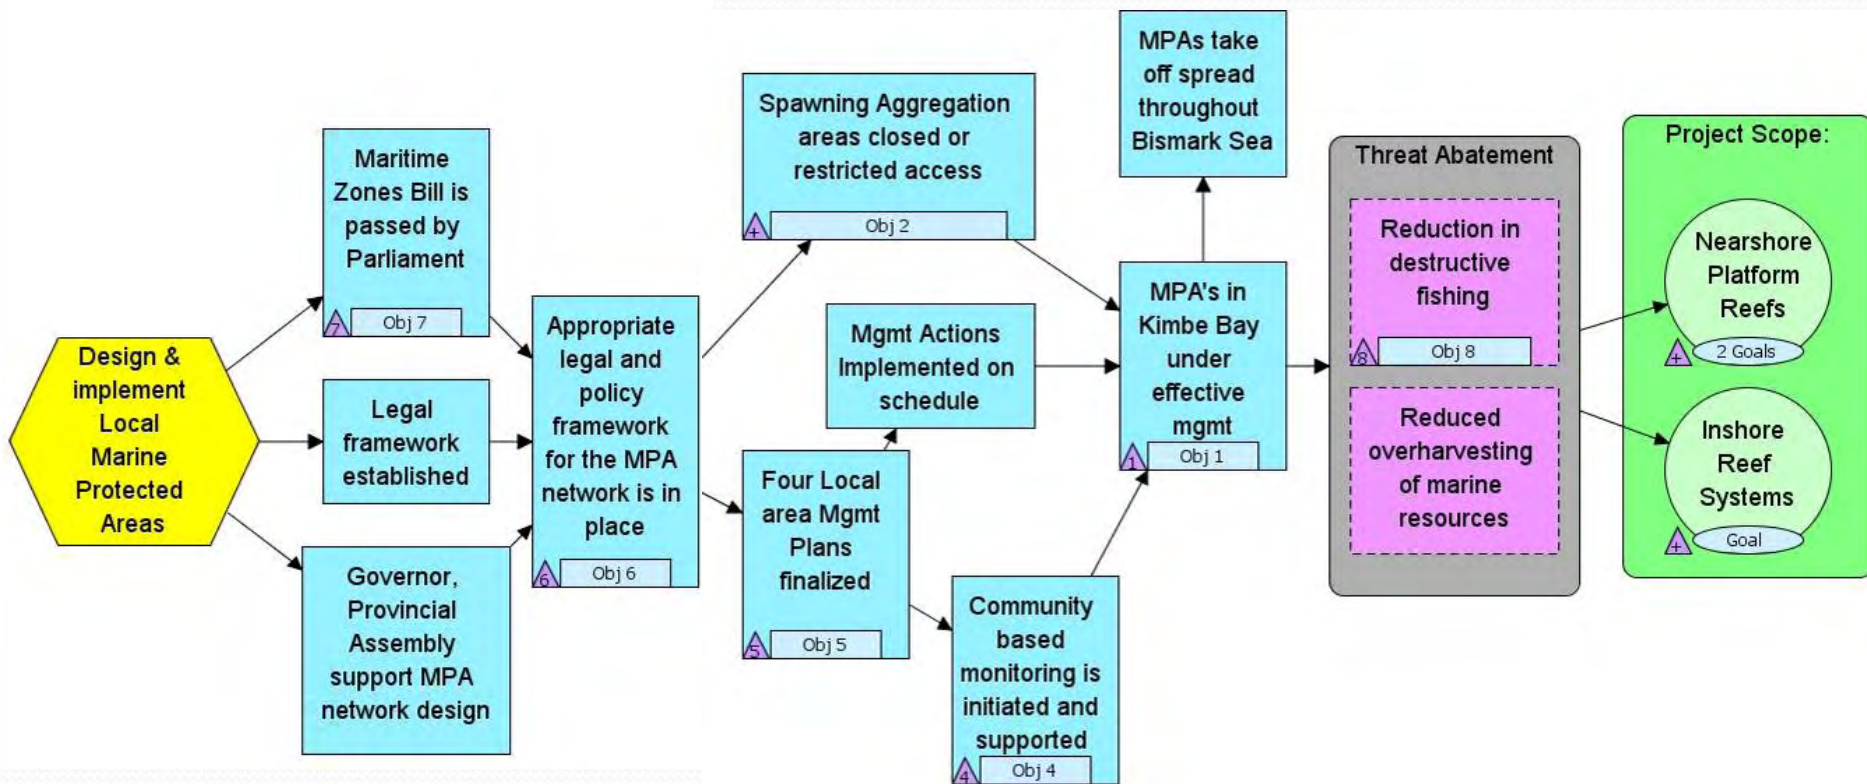 Design &
implement
Local
Marine
Protected
Areas
Maritime
Zones Bill is
passed by
Parliament
7
Obj 7
Legal
framework
established
Governor,
Provincial
Assembly
support MPA
network design
Appropriate
legal and
policy
framework
for the MPA
network is in
place
6
Obj 6
Spawning Aggregation
areas closed or
restricted access
+
Obj 2
Four Local
area Mgmt
Plans
finalized
5
Obj 5
Mgmt Actions
Implemented on
schedule
Community
based
monitoring is
initiated and
supported
4
Obj 4
MPAs take
off spread
throughout
Bismark Sea
MPA's in
Kimbe Bay
under
effective
mgmt
1
Obj 1
Threat Abatement
Reduction in
destructive
fishing
8
Obj 8
Reduced
overharvesting
of marine
resources
Project Scope:
Nearshore
Platform
Reefs
+
2 Goals
Inshore
Reef
Systems
+
Goal